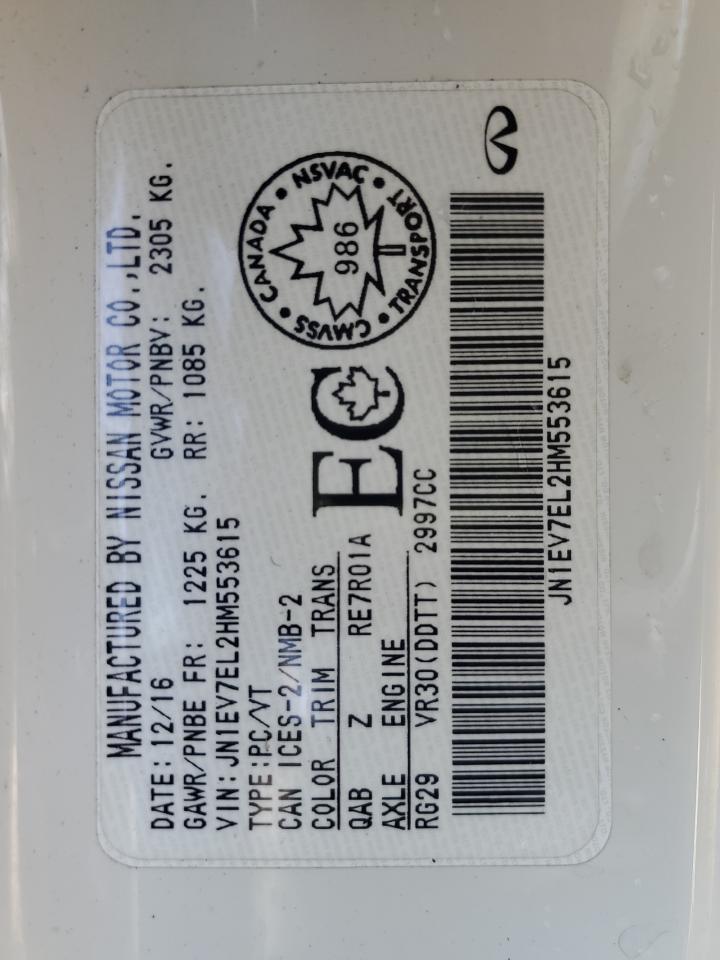 MANUFACTURED BY NISSAN MOTOR CO.,LTD.
DATE: 12/16 GVWR/PNBV: 2305 KG.
GAWR/PNBE FR: 1225 KG. RR: 1085 KG.
VIN: JN1EV7EL2HM553615
TYPE:PC/VT
CAN ICES-2/NMB-2
COLOR TRIM TRANS
QAB Z RE7R01A
AXLE ENGINE
RG29 VR30(DDTT) 2997CC
EC
CANADA • NSVAC • TRANSPORT • CMVSS •
986
JN1EV7EL2HM553615